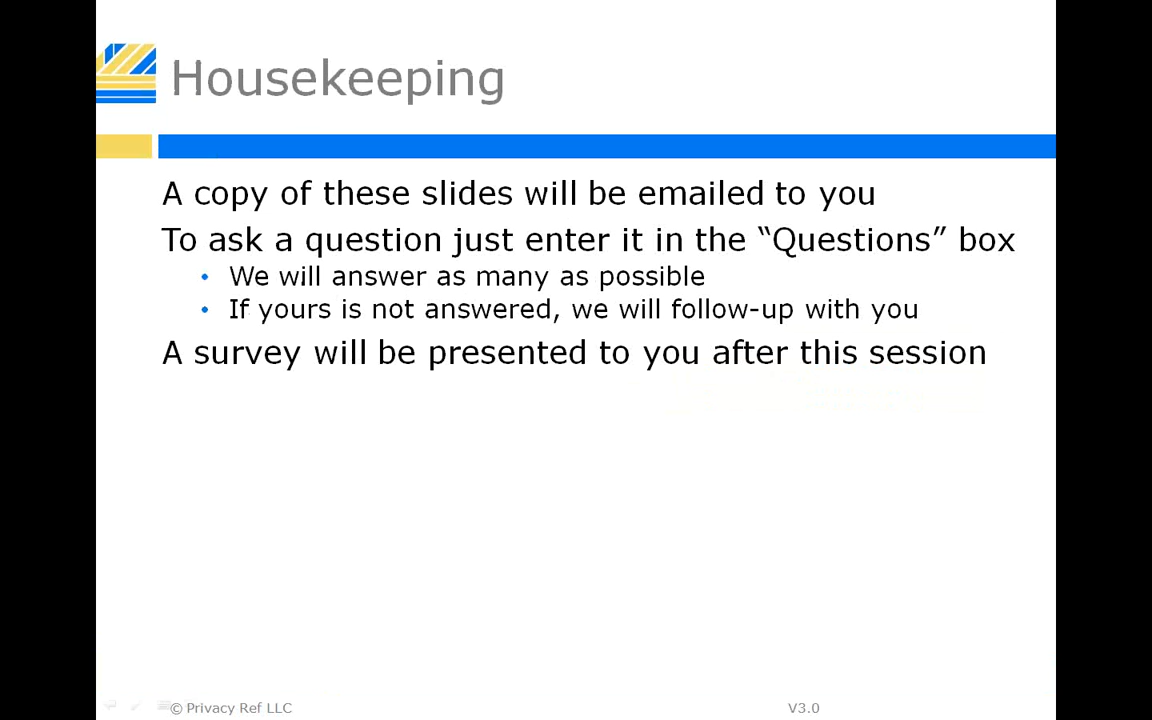 Housekeeping
A copy of these slides will be emailed to you
To ask a question just enter it in the “Questions” box
• We will answer as many as possible
• If yours is not answered, we will follow-up with you
A survey will be presented to you after this session
© Privacy Ref LLC
V3.0